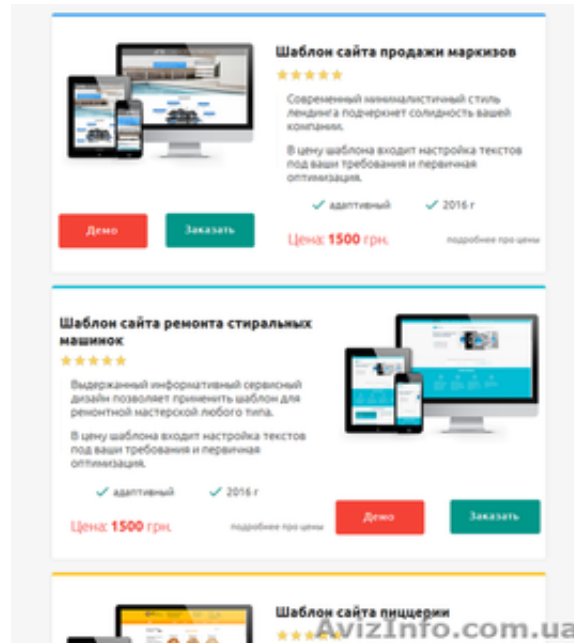 Шаблон сайта продажи маркизов
Современный минималистичный стиль
лендинга подчеркнет солидность вашей
компании.
В цену шаблона входит настройка текстов
под ваши требования и первичная
оптимизация.
адаптивный
2016 г
Демо
Заказать
Цена: 1500 грн.
подробнее про цены
Шаблон сайта ремонта стиральных
машинок
Выдержанный информативный сервисный
дизайн позволяет применить шаблон для
ремонтной мастерской любого типа.
В цену шаблона входит настройка текстов
под ваши требования и первичная
оптимизация.
адаптивный
2016 г
Цена: 1500 грн.
подробнее про цены
Демо
Заказать
Шаблон сайта пиццерии
AvizInfo.com.ua